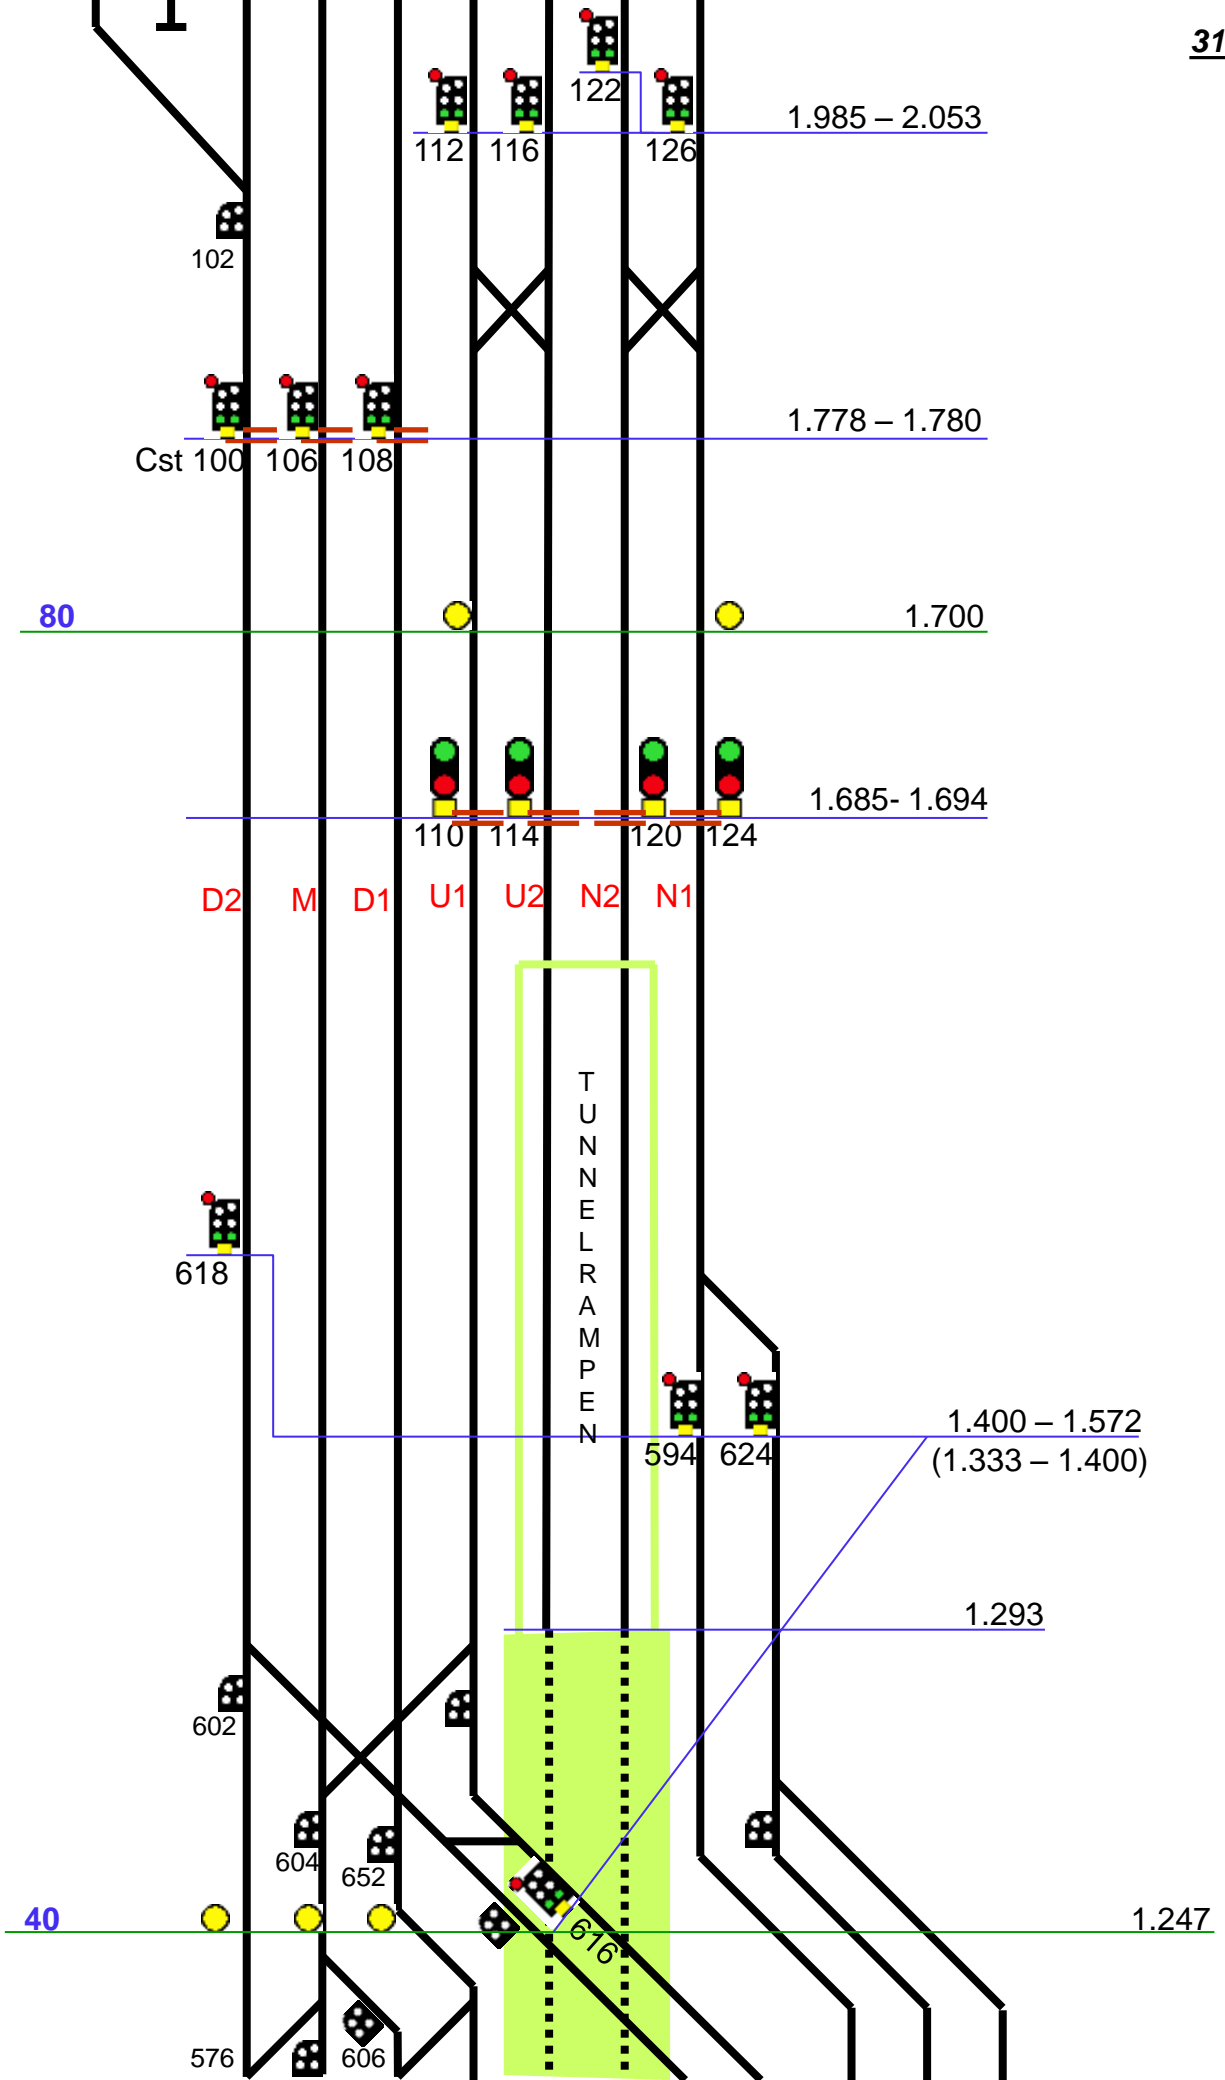 31
122
1.985 – 2.053
112 116 126
102
1.778 – 1.780
Cst 100 106 108
80 1.700
1.685- 1.694
110 114 120 124
D2 M D1 U1 U2 N2 N1
T
U
N
N
E
L
R
A
M
P
E
N
618
1.400 – 1.572
594 624 (1.333 – 1.400)
1.293
602
604
652
40 1.247
616
576 606